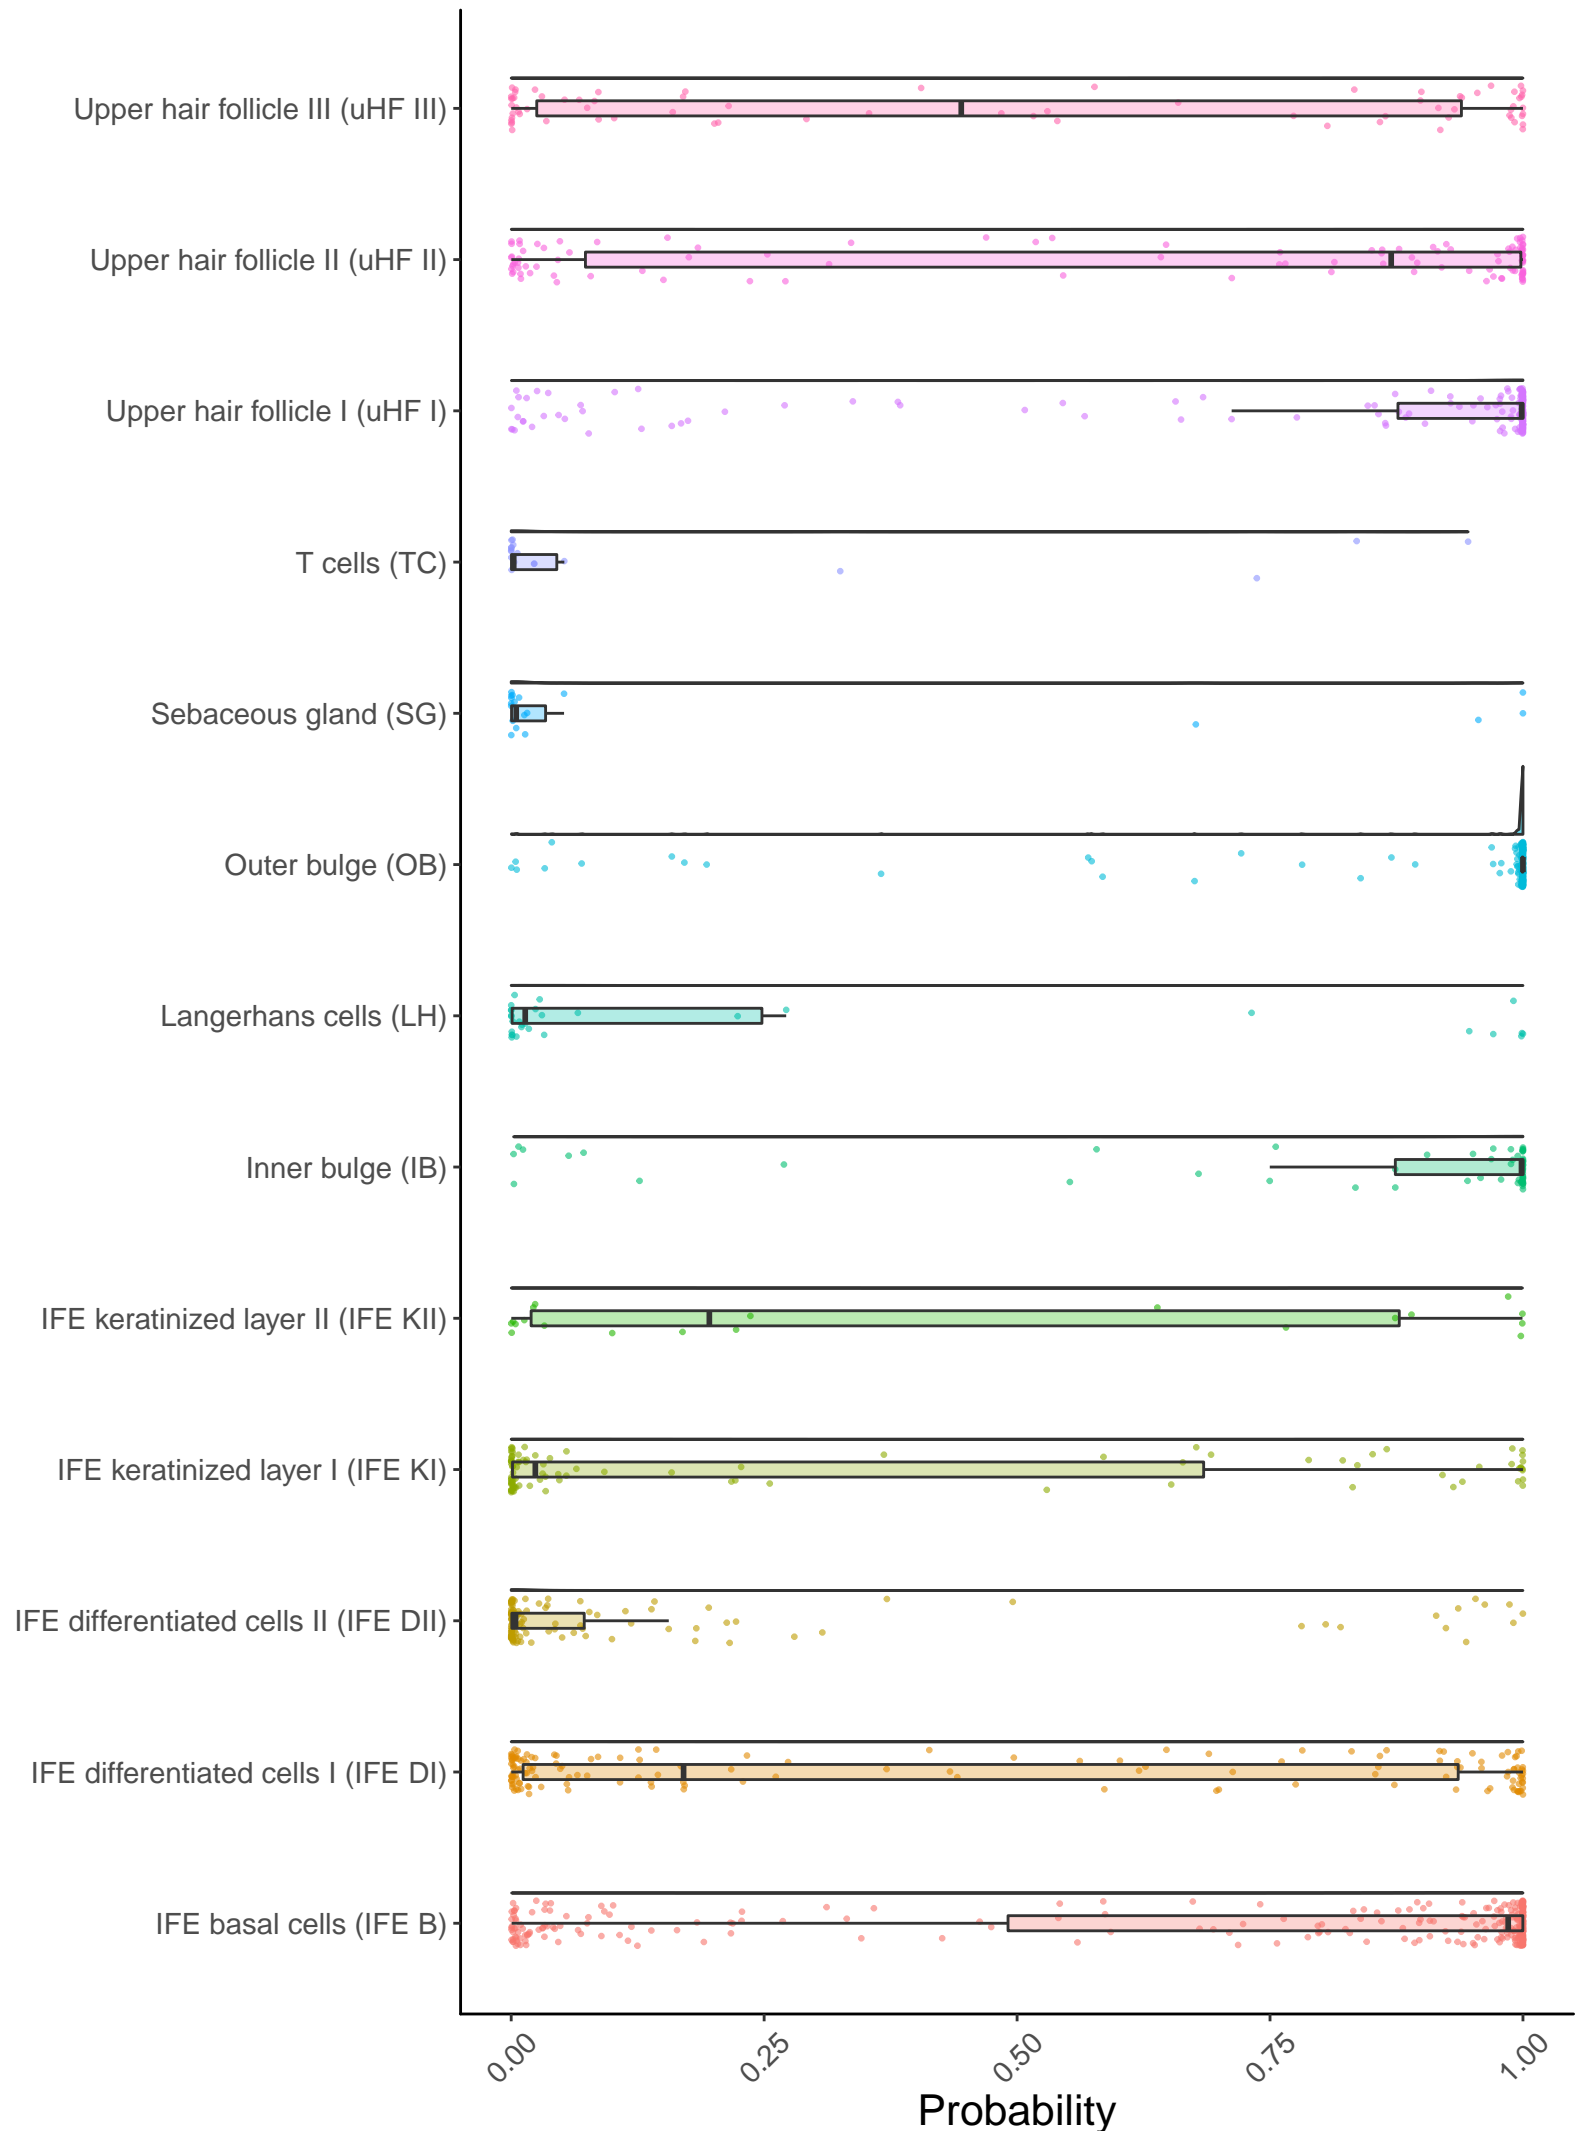 Upper hair follicle III (uHF III)
Upper hair follicle II (uHF II)
Upper hair follicle I (uHF I)
T cells (TC)
Sebaceous gland (SG)
Outer bulge (OB)
Langerhans cells (LH)
Inner bulge (IB)
IFE keratinized layer II (IFE KII)
IFE keratinized layer I (IFE KI)
IFE differentiated cells II (IFE DII)
IFE differentiated cells I (IFE DI)
IFE basal cells (IFE B)
0.00 0.25 0.50 0.75 1.00
Probability